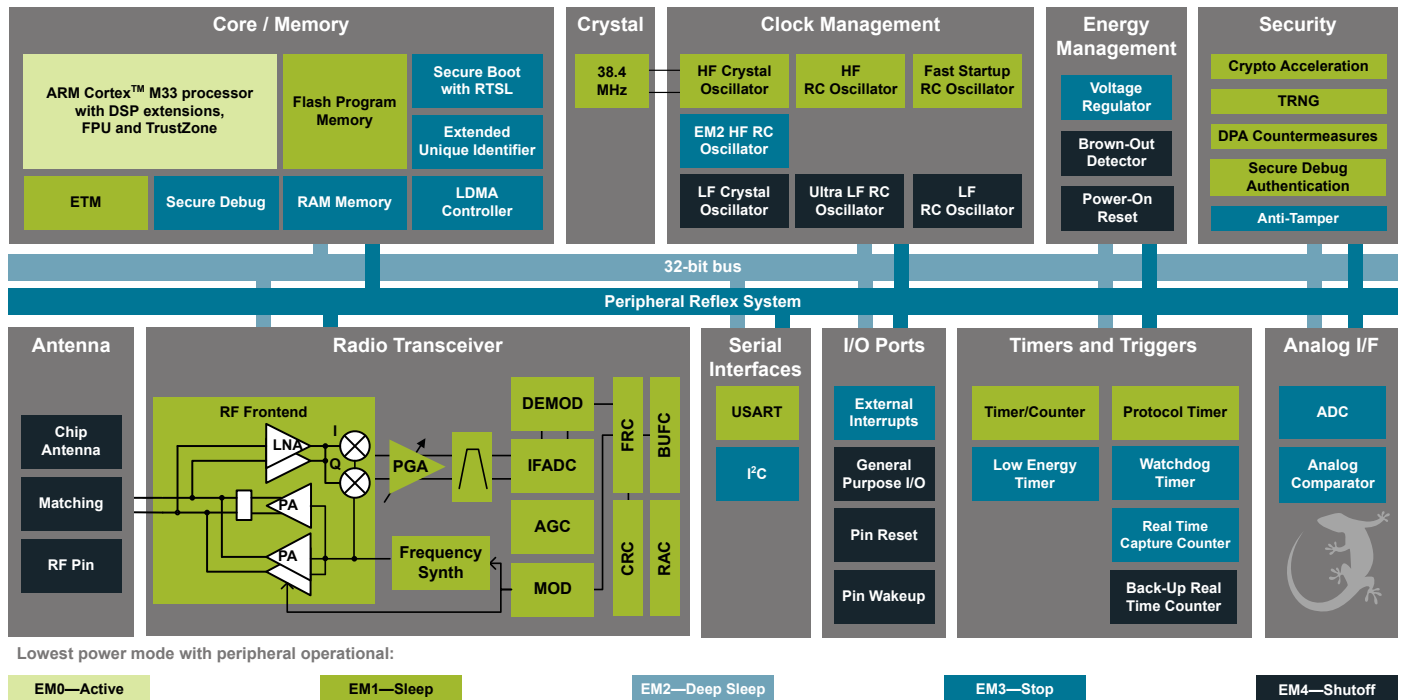 Core / Memory
ARM Cortex™ M33 processor
with DSP extensions,
FPU and TrustZone
Flash Program
Memory
Secure Boot
with RTSL
Extended
Unique Identifier
ETM
Secure Debug
RAM Memory
LDMA
Controller
Crystal
38.4
MHz
Clock Management
HF Crystal
Oscillator
HF
RC Oscillator
Fast Startup
RC Oscillator
EM2 HF RC
Oscillator
LF Crystal
Oscillator
Ultra LF RC
Oscillator
LF
RC Oscillator
Energy
Management
Voltage
Regulator
Brown-Out
Detector
Power-On
Reset
Security
Crypto Acceleration
TRNG
DPA Countermeasures
Secure Debug
Authentication
Anti-Tamper
32-bit bus
Peripheral Reflex System
Antenna
Chip
Antenna
Matching
RF Pin
Radio Transceiver
RF Frontend
LNA
I
Q
PA
PA
PGA
Frequency
Synth
DEMOD
IFADC
AGC
MOD
FRC
BUFC
CRC
RAC
Serial
Interfaces
USART
I²C
I/O Ports
External
Interrupts
General
Purpose I/O
Pin Reset
Pin Wakeup
Timers and Triggers
Timer/Counter
Protocol Timer
Low Energy
Timer
Watchdog
Timer
Real Time
Capture Counter
Back-Up Real
Time Counter
Analog I/F
ADC
Analog
Comparator
Lowest power mode with peripheral operational:
EM0—Active
EM1—Sleep
EM2—Deep Sleep
EM3—Stop
EM4—Shutoff